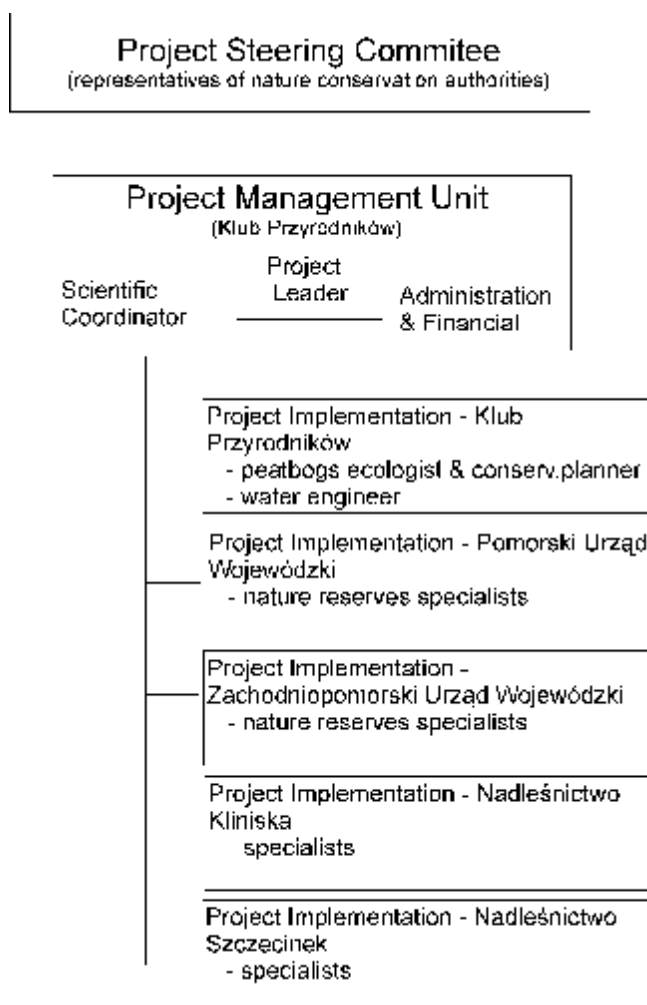 Project Steering Commitee
(representatives of nature conservation authorities)
Project Management Unit
(Klub Przyrodników)
Project
Leader
Scientific
Coordinator
Administration
& Financial
Project Implementation - Klub
Przyrodników
- peatbogs ecologist & conserv.planner
- water engineer
Project Implementation - Pomorski Urząd
Wojewódzki
- nature reserves specialists
Project Implementation -
Zachodniopomorski Urząd Wojewódzki
- nature reserves specialists
Project Implementation - Nadleśnictwo
Kliniska
specialists
Project Implementation - Nadleśnictwo
Szczecinek
- specialists